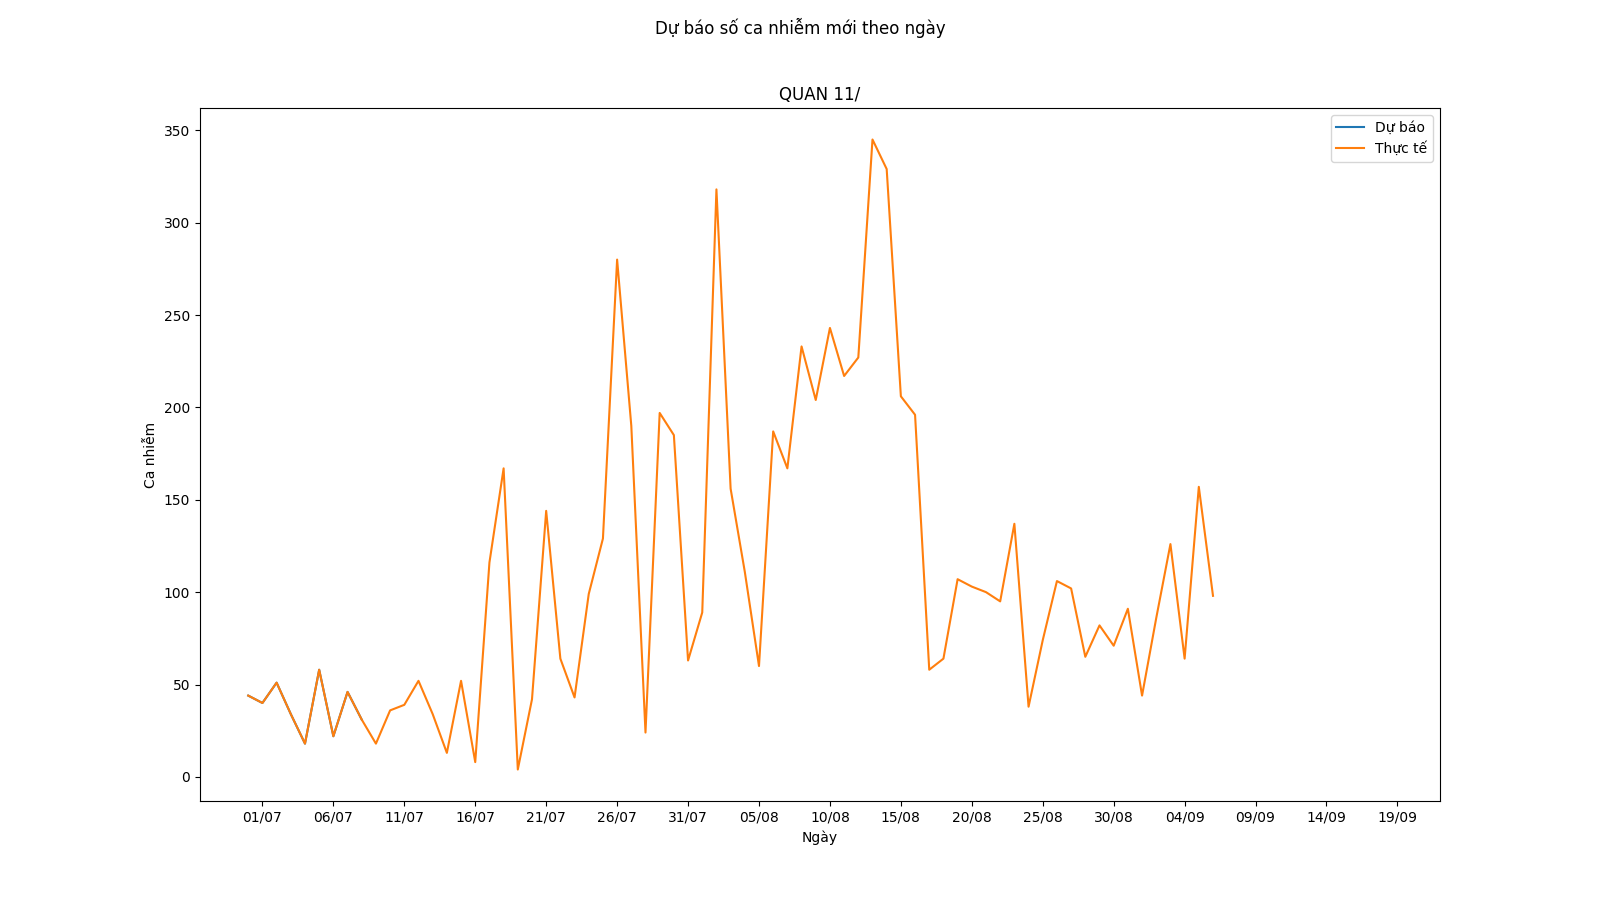 Dự báo số ca nhiễm mới theo ngày
QUAN 11/
Dự báo
Thực tế
350
300
250
200
150
100
50
0
Ca nhiễm
01/07 06/07 11/07 16/07 21/07 26/07 31/07 05/08 10/08 15/08 20/08 25/08 30/08 04/09 09/09 14/09 19/09
Ngày